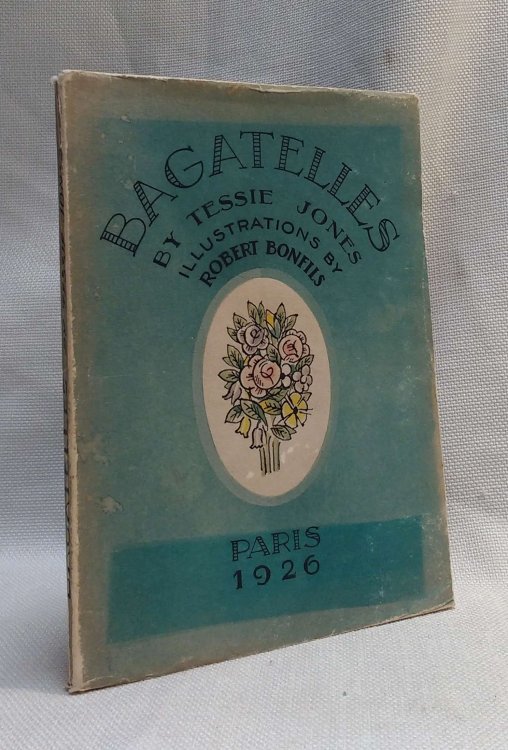 BAGATELLES
BY TESSIE JONES
ILLUSTRATIONS BY
ROBERT BONFILS
PARIS
1926